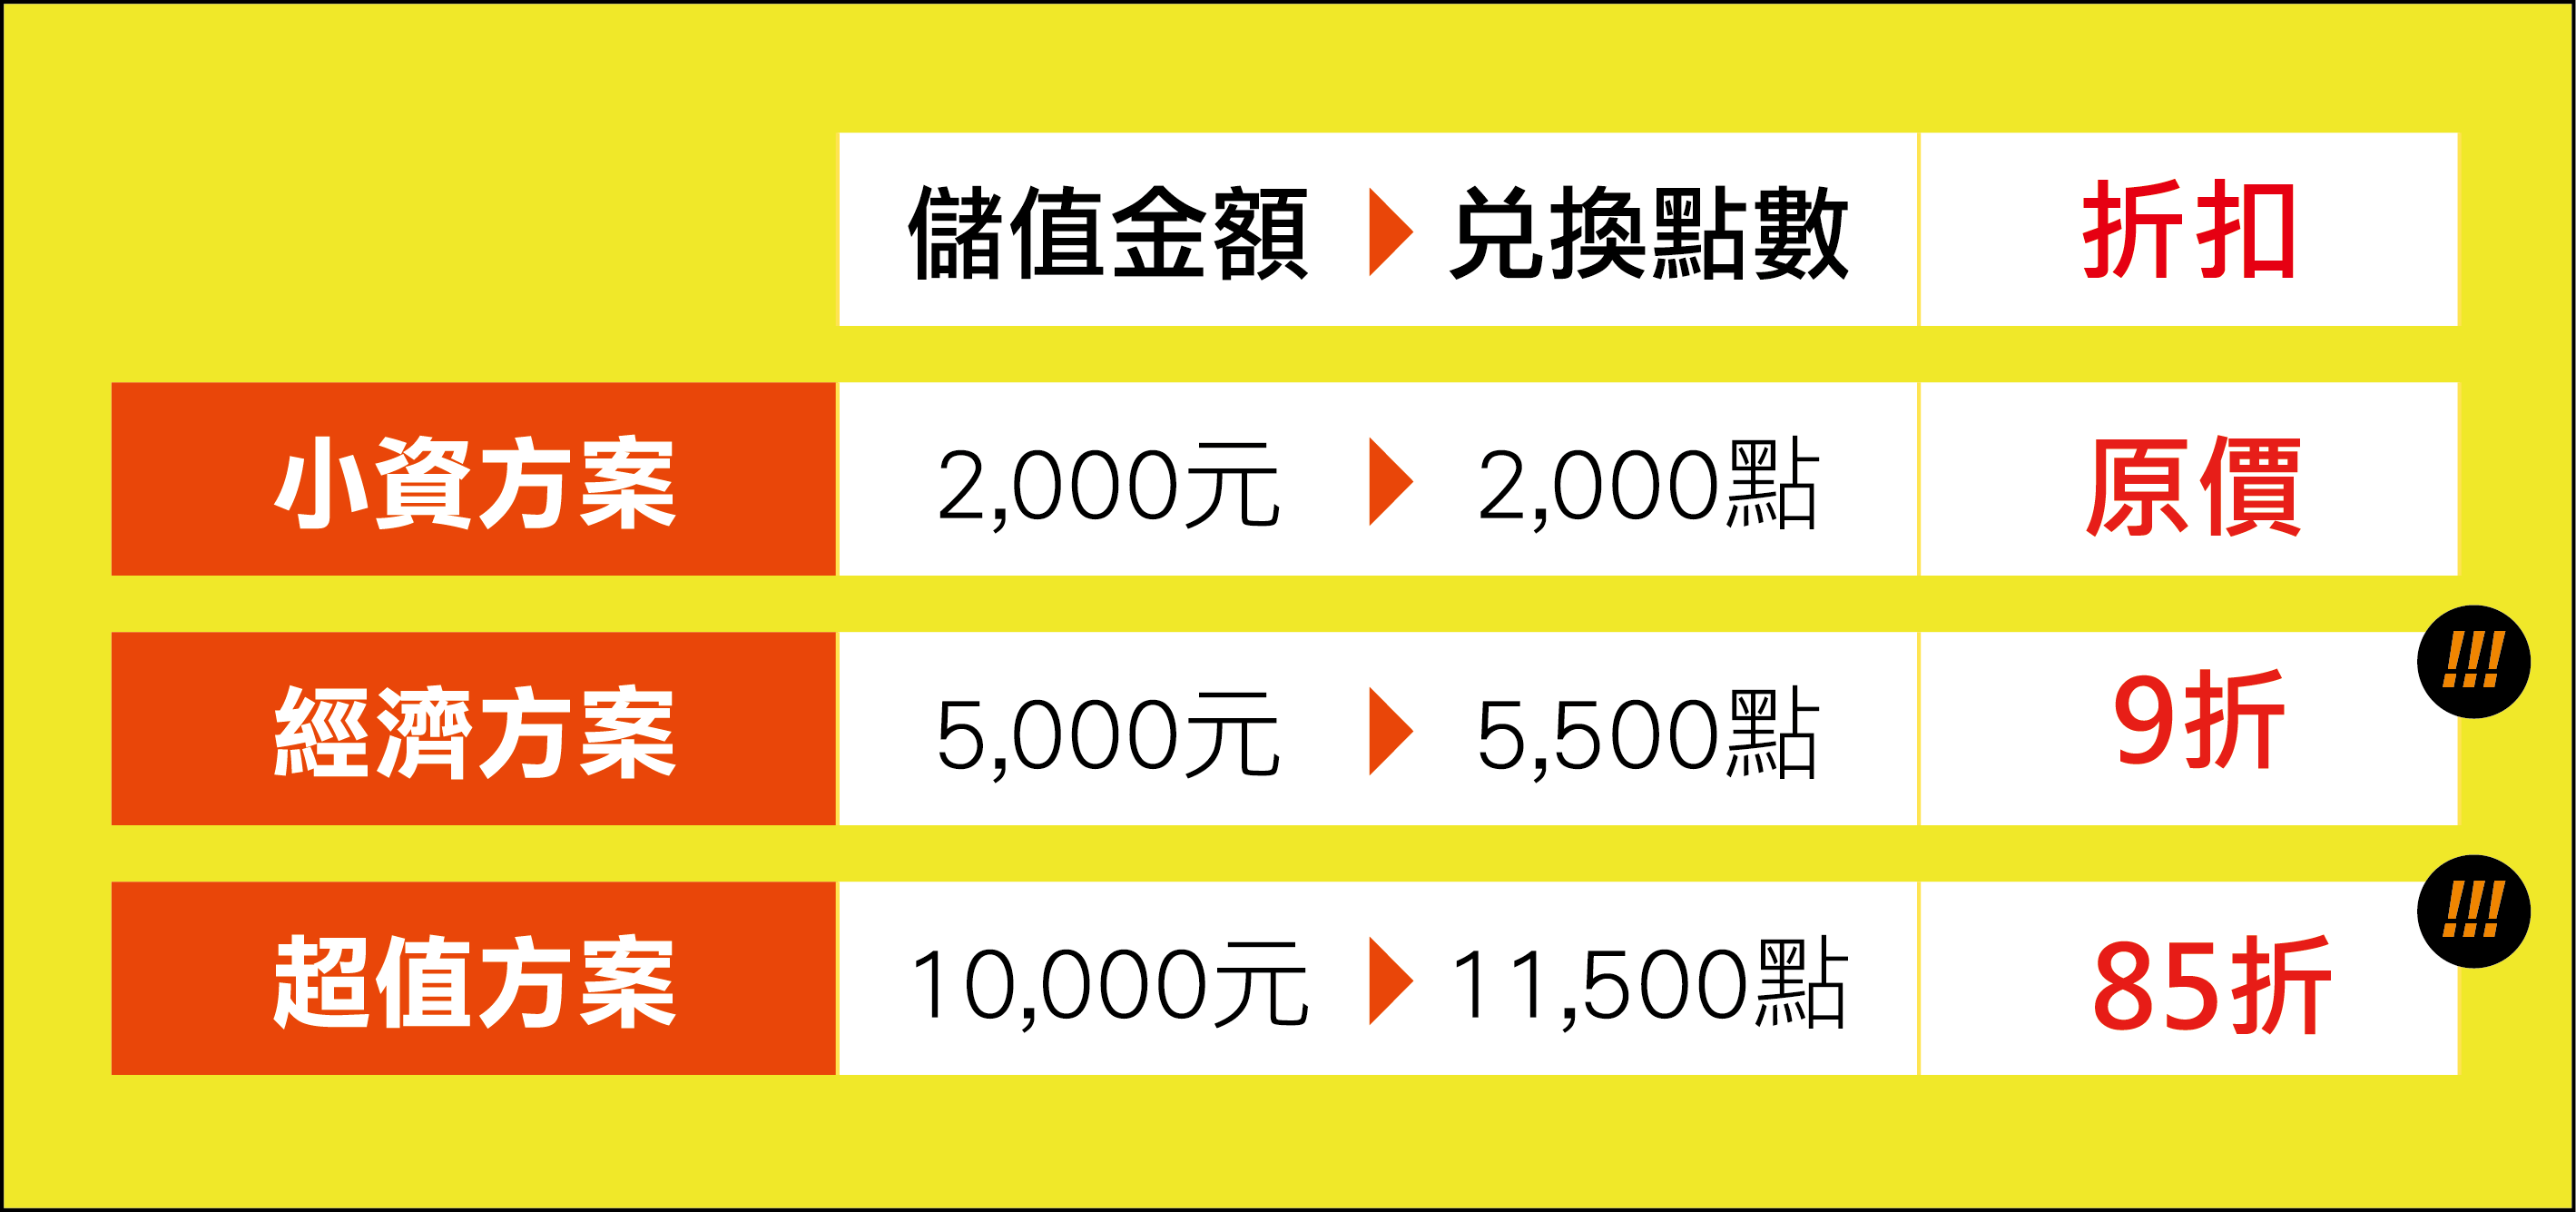 儲值金額 ▶ 兌換點數 折扣
小資方案 2,000元 ▶ 2,000點 原價
經濟方案 5,000元 ▶ 5,500點 9折 !!!
超值方案 10,000元 ▶ 11,500點 85折 !!!